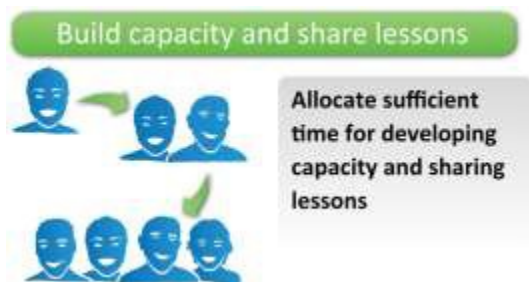 Build capacity and share lessons
Allocate sufficient
time for developing
capacity and sharing
lessons